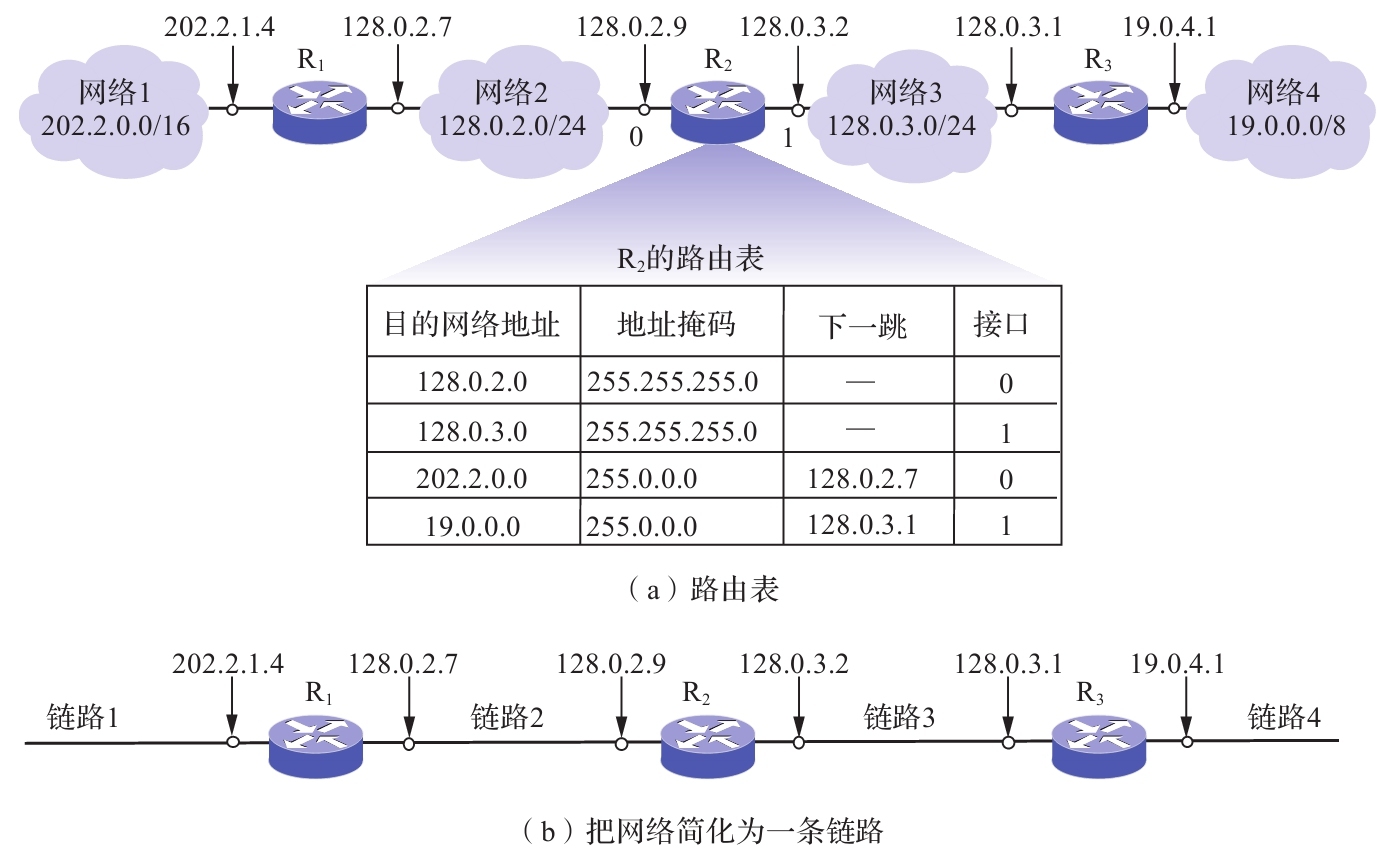 202.2.1.4 128.0.2.7 128.0.2.9 128.0.3.2 128.0.3.1 19.0.4.1
R1 R2 R3
网络1 网络2 网络3 网络4
202.2.0.0/16 128.0.2.0/24 128.0.3.0/24 19.0.0.0/8
0 1
R2的路由表
目的网络地址 地址掩码 下一跳 接口
128.0.2.0 255.255.255.0 — 0
128.0.3.0 255.255.255.0 — 1
202.2.0.0 255.0.0.0 128.0.2.7 0
19.0.0.0 255.0.0.0 128.0.3.1 1
（a）路由表
202.2.1.4 128.0.2.7 128.0.2.9 128.0.3.2 128.0.3.1 19.0.4.1
R1 R2 R3
链路1 链路2 链路3 链路4
（b）把网络简化为一条链路